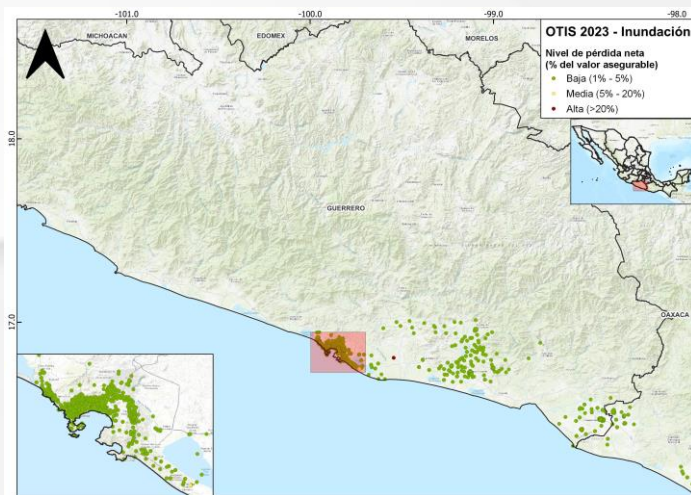 -101.0
-100.0
-99.0
-98.0
MICHOACAN
EDOMEX
MORELOS
OTIS 2023 - Inundación
Nivel de pérdida neta
(% del valor asegurable)
Baja (1% - 5%)
Media (5% - 20%)
Alta (>20%)
18.0
GUERRERO
17.0
OAXACA